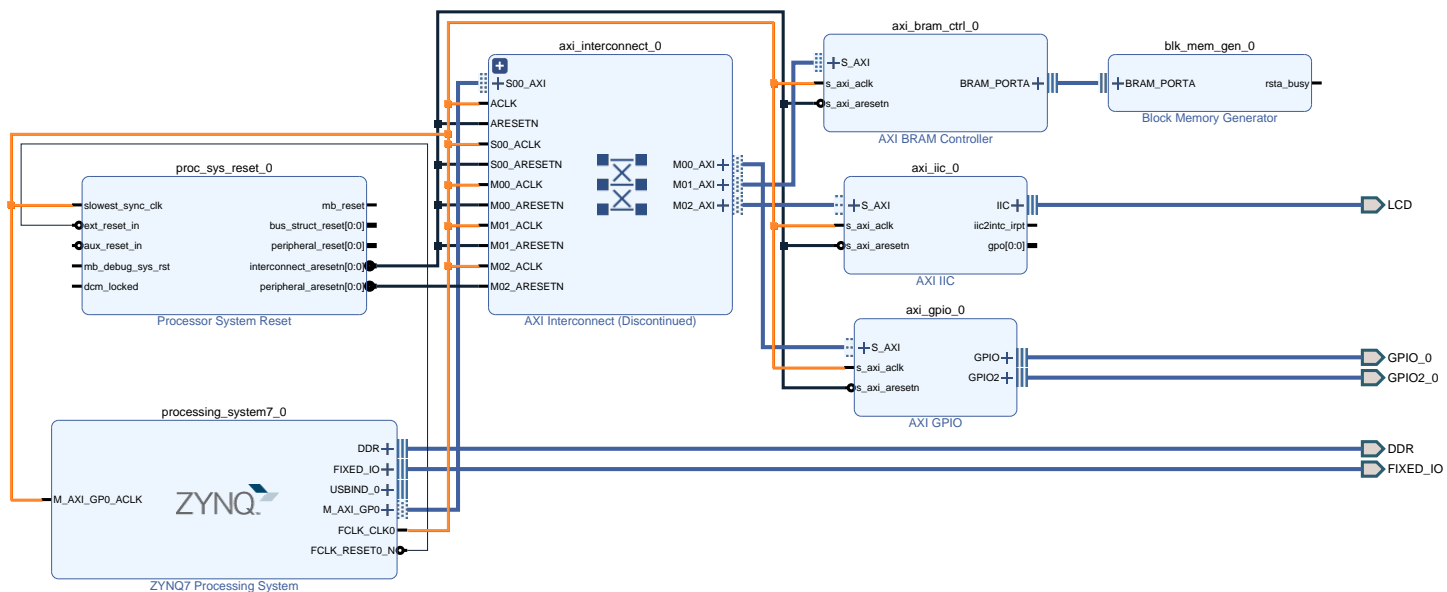 axi_bram_ctrl_0
S_AXI
s_axi_aclk
s_axi_aresetn
BRAM_PORTA
AXI BRAM Controller
blk_mem_gen_0
BRAM_PORTA
rsta_busy
Block Memory Generator
axi_interconnect_0
S00_AXI
ACLK
ARESETN
S00_ACLK
S00_ARESETN
M00_ACLK
M00_ARESETN
M01_ACLK
M01_ARESETN
M02_ACLK
M02_ARESETN
M00_AXI
M01_AXI
M02_AXI
AXI Interconnect (Discontinued)
proc_sys_reset_0
slowest_sync_clk
ext_reset_in
aux_reset_in
mb_debug_sys_rst
dcm_locked
mb_reset
bus_struct_reset[0:0]
peripheral_reset[0:0]
interconnect_aresetn[0:0]
peripheral_aresetn[0:0]
Processor System Reset
axi_iic_0
S_AXI
s_axi_aclk
s_axi_aresetn
IIC
iic2intc_irpt
gpo[0:0]
AXI IIC
LCD
axi_gpio_0
S_AXI
s_axi_aclk
s_axi_aresetn
GPIO
GPIO2
AXI GPIO
GPIO_0
GPIO2_0
processing_system7_0
M_AXI_GP0_ACLK
ZYNQ
DDR
FIXED_IO
USBIND_0
M_AXI_GP0
FCLK_CLK0
FCLK_RESET0_N
ZYNQ7 Processing System
DDR
FIXED_IO